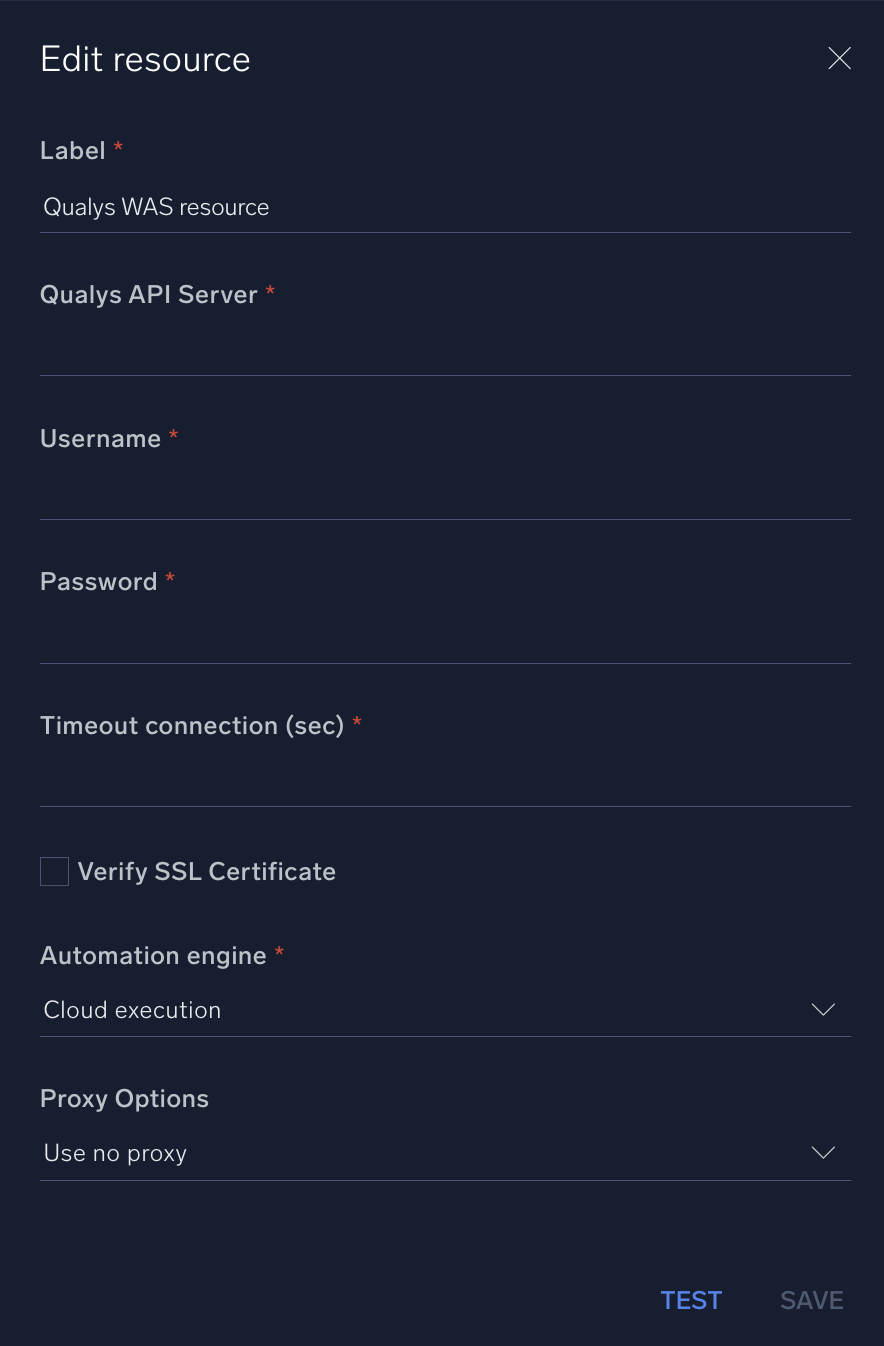 Edit resource
Label *
Qualys WAS resource
Qualys API Server *
Username *
Password *
Timeout connection (sec) *
Verify SSL Certificate
Automation engine *
Cloud execution
Proxy Options
Use no proxy
TEST SAVE